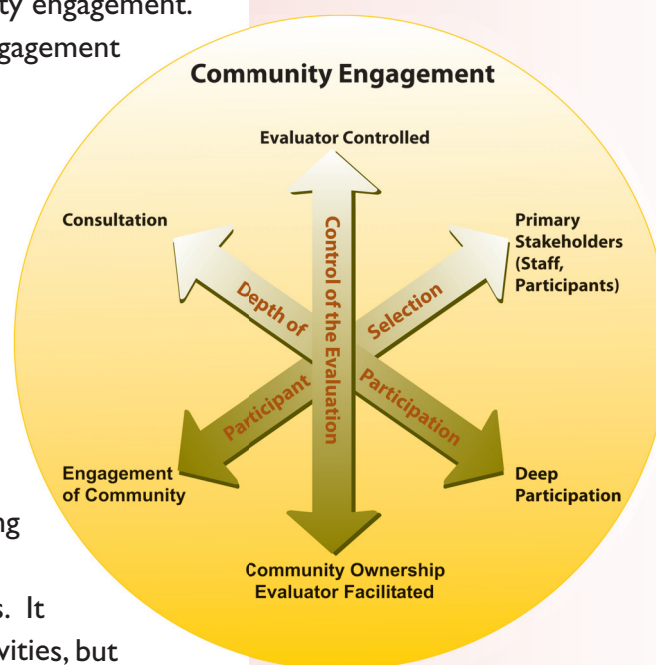 ty engagement.
gagement
Community Engagement
Evaluator Controlled
Consultation
Primary
Stakeholders
(Staff,
Participants)
Control of the Evaluation
Depth of
Participation
Participant
Selection
Engagement
of Community
Deep
Participation
ng
Community Ownership
Evaluator Facilitated
s. It
vities, but